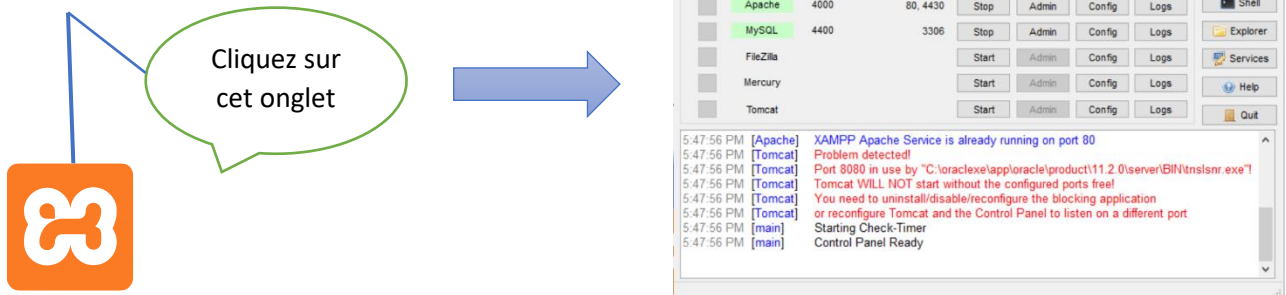 Cliquez sur
cet onglet
Apache 4000 80, 4430 Stop Admin Config Logs Shell
MySQL 4400 3306 Stop Admin Config Logs Explorer
FileZilla Start Admin Config Logs Services
Mercury Start Admin Config Logs Help
Tomcat Start Admin Config Logs Quit
5:47:56 PM [Apache] XAMPP Apache Service is already running on port 80
5:47:56 PM [Tomcat] Problem detected!
5:47:56 PM [Tomcat] Port 8080 in use by "C:\oraclexe\app\oracle\product\11.2.0\server\BIN\tnslsnr.exe"!
5:47:56 PM [Tomcat] Tomcat WILL NOT start without the configured ports free!
5:47:56 PM [Tomcat] You need to uninstall/disable/reconfigure the blocking application
5:47:56 PM [Tomcat] or reconfigure Tomcat and the Control Panel to listen on a different port
5:47:56 PM [main] Starting Check-Timer
5:47:56 PM [main] Control Panel Ready